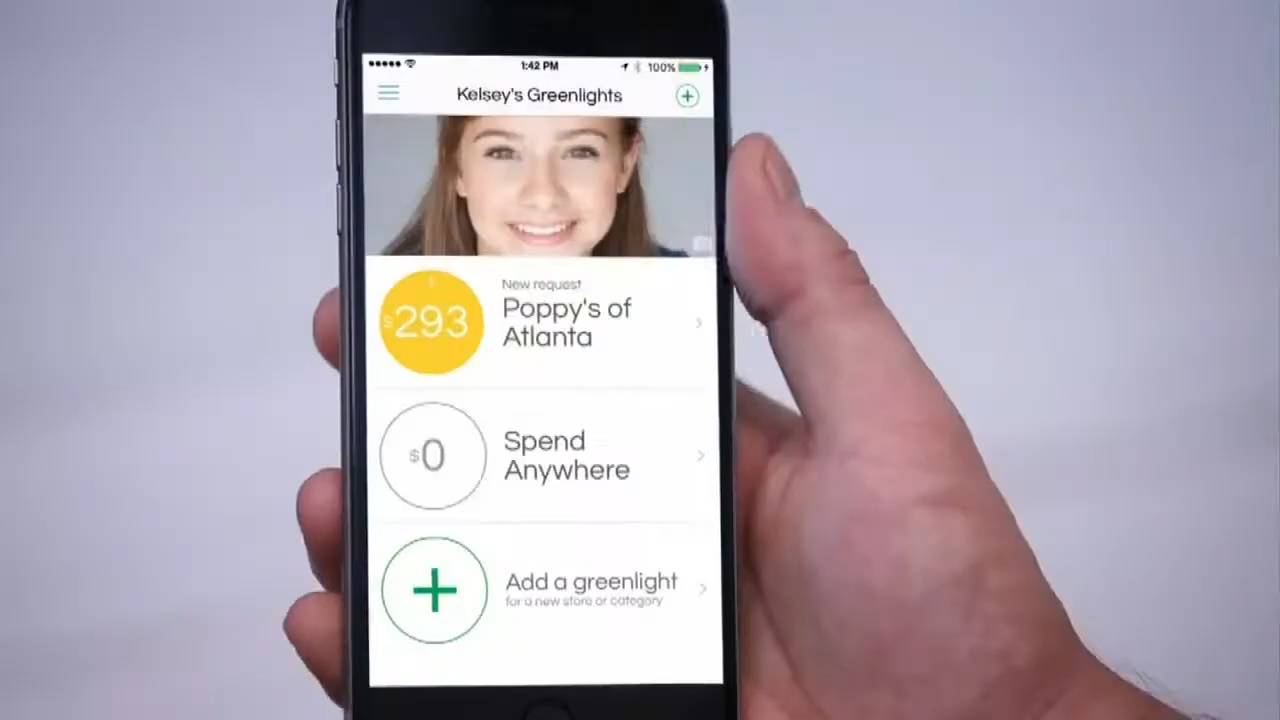 1:42 PM
100%
Kelsey's Greenlights
New request
$293
Poppy's of
Atlanta
$0
Spend
Anywhere
Add a greenlight
for a new store or category